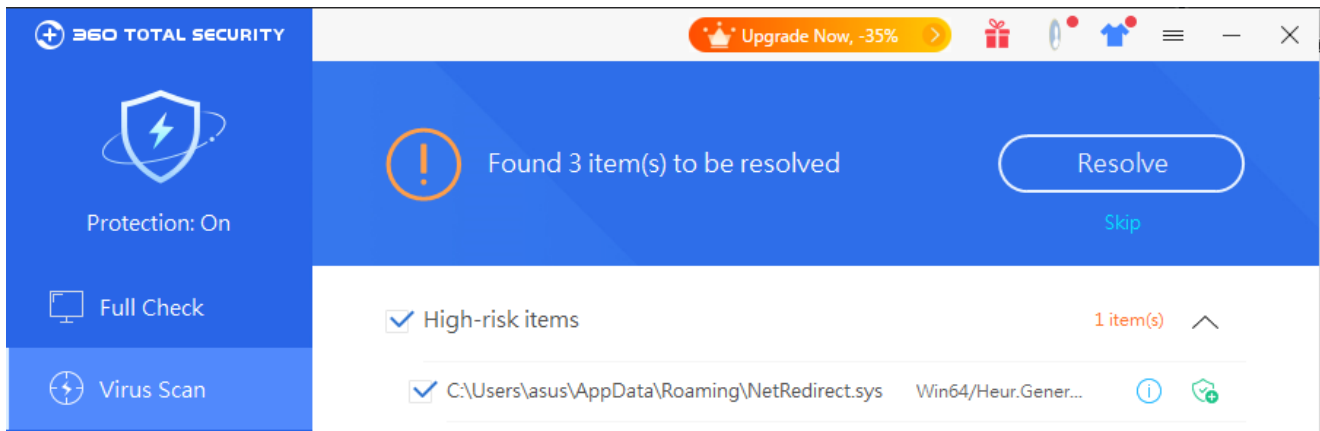 360 TOTAL SECURITY
Upgrade Now, -35%
Found 3 item(s) to be resolved
Resolve
Skip
Protection: On
Full Check
Virus Scan
High-risk items
1 item(s)
C:\Users\asus\AppData\Roaming\NetRedirect.sys
Win64/Heur.Gener...